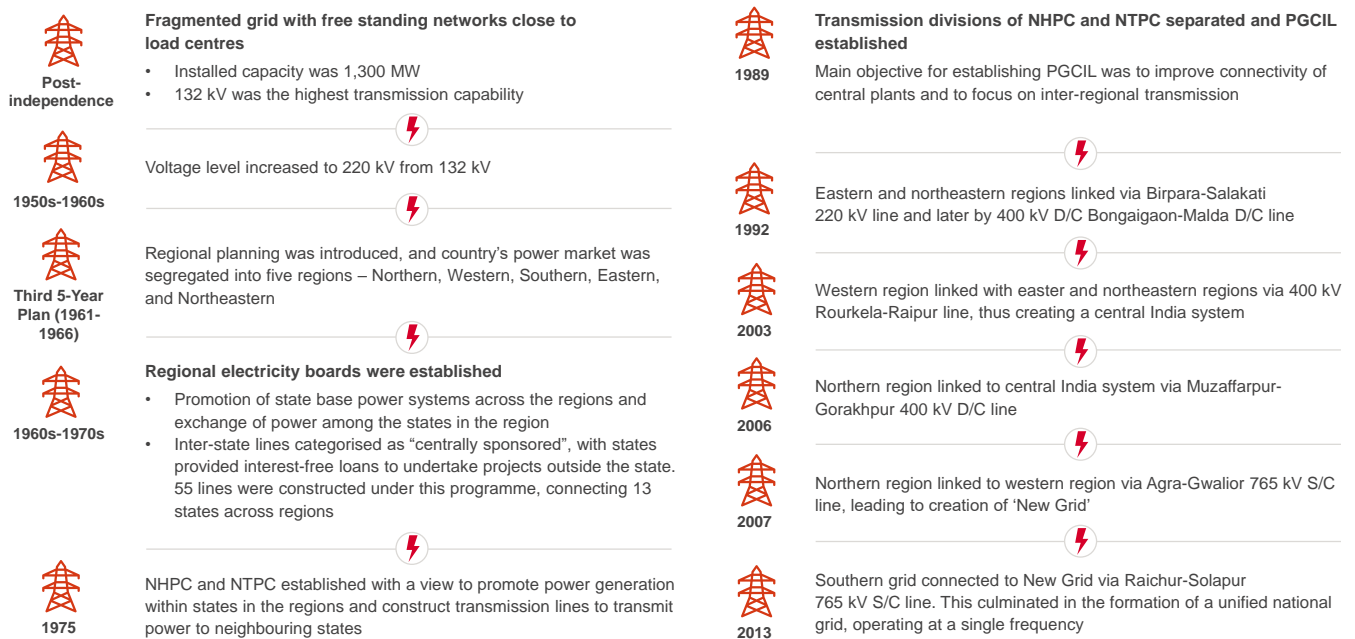 Post-
independence
Fragmented grid with free standing networks close to
load centres
• Installed capacity was 1,300 MW
• 132 kV was the highest transmission capability
1950s-1960s
Voltage level increased to 220 kV from 132 kV
Third 5-Year
Plan (1961-
1966)
Regional planning was introduced, and country's power market was
segregated into five regions – Northern, Western, Southern, Eastern,
and Northeastern
1960s-1970s
Regional electricity boards were established
• Promotion of state base power systems across the regions and
exchange of power among the states in the region
• Inter-state lines categorised as “centrally sponsored”, with states
provided interest-free loans to undertake projects outside the state.
55 lines were constructed under this programme, connecting 13
states across regions
1975
NHPC and NTPC established with a view to promote power generation
within states in the regions and construct transmission lines to transmit
power to neighbouring states
1989
Transmission divisions of NHPC and NTPC separated and PGCIL
established
Main objective for establishing PGCIL was to improve connectivity of
central plants and to focus on inter-regional transmission
1992
Eastern and northeastern regions linked via Birpara-Salakati
220 kV line and later by 400 kV D/C Bongaigaon-Malda D/C line
2003
Western region linked with easter and northeastern regions via 400 kV
Rourkela-Raipur line, thus creating a central India system
2006
Northern region linked to central India system via Muzaffarpur-
Gorakhpur 400 kV D/C line
2007
Northern region linked to western region via Agra-Gwalior 765 kV S/C
line, leading to creation of ‘New Grid’
2013
Southern grid connected to New Grid via Raichur-Solapur
765 kV S/C line. This culminated in the formation of a unified national
grid, operating at a single frequency